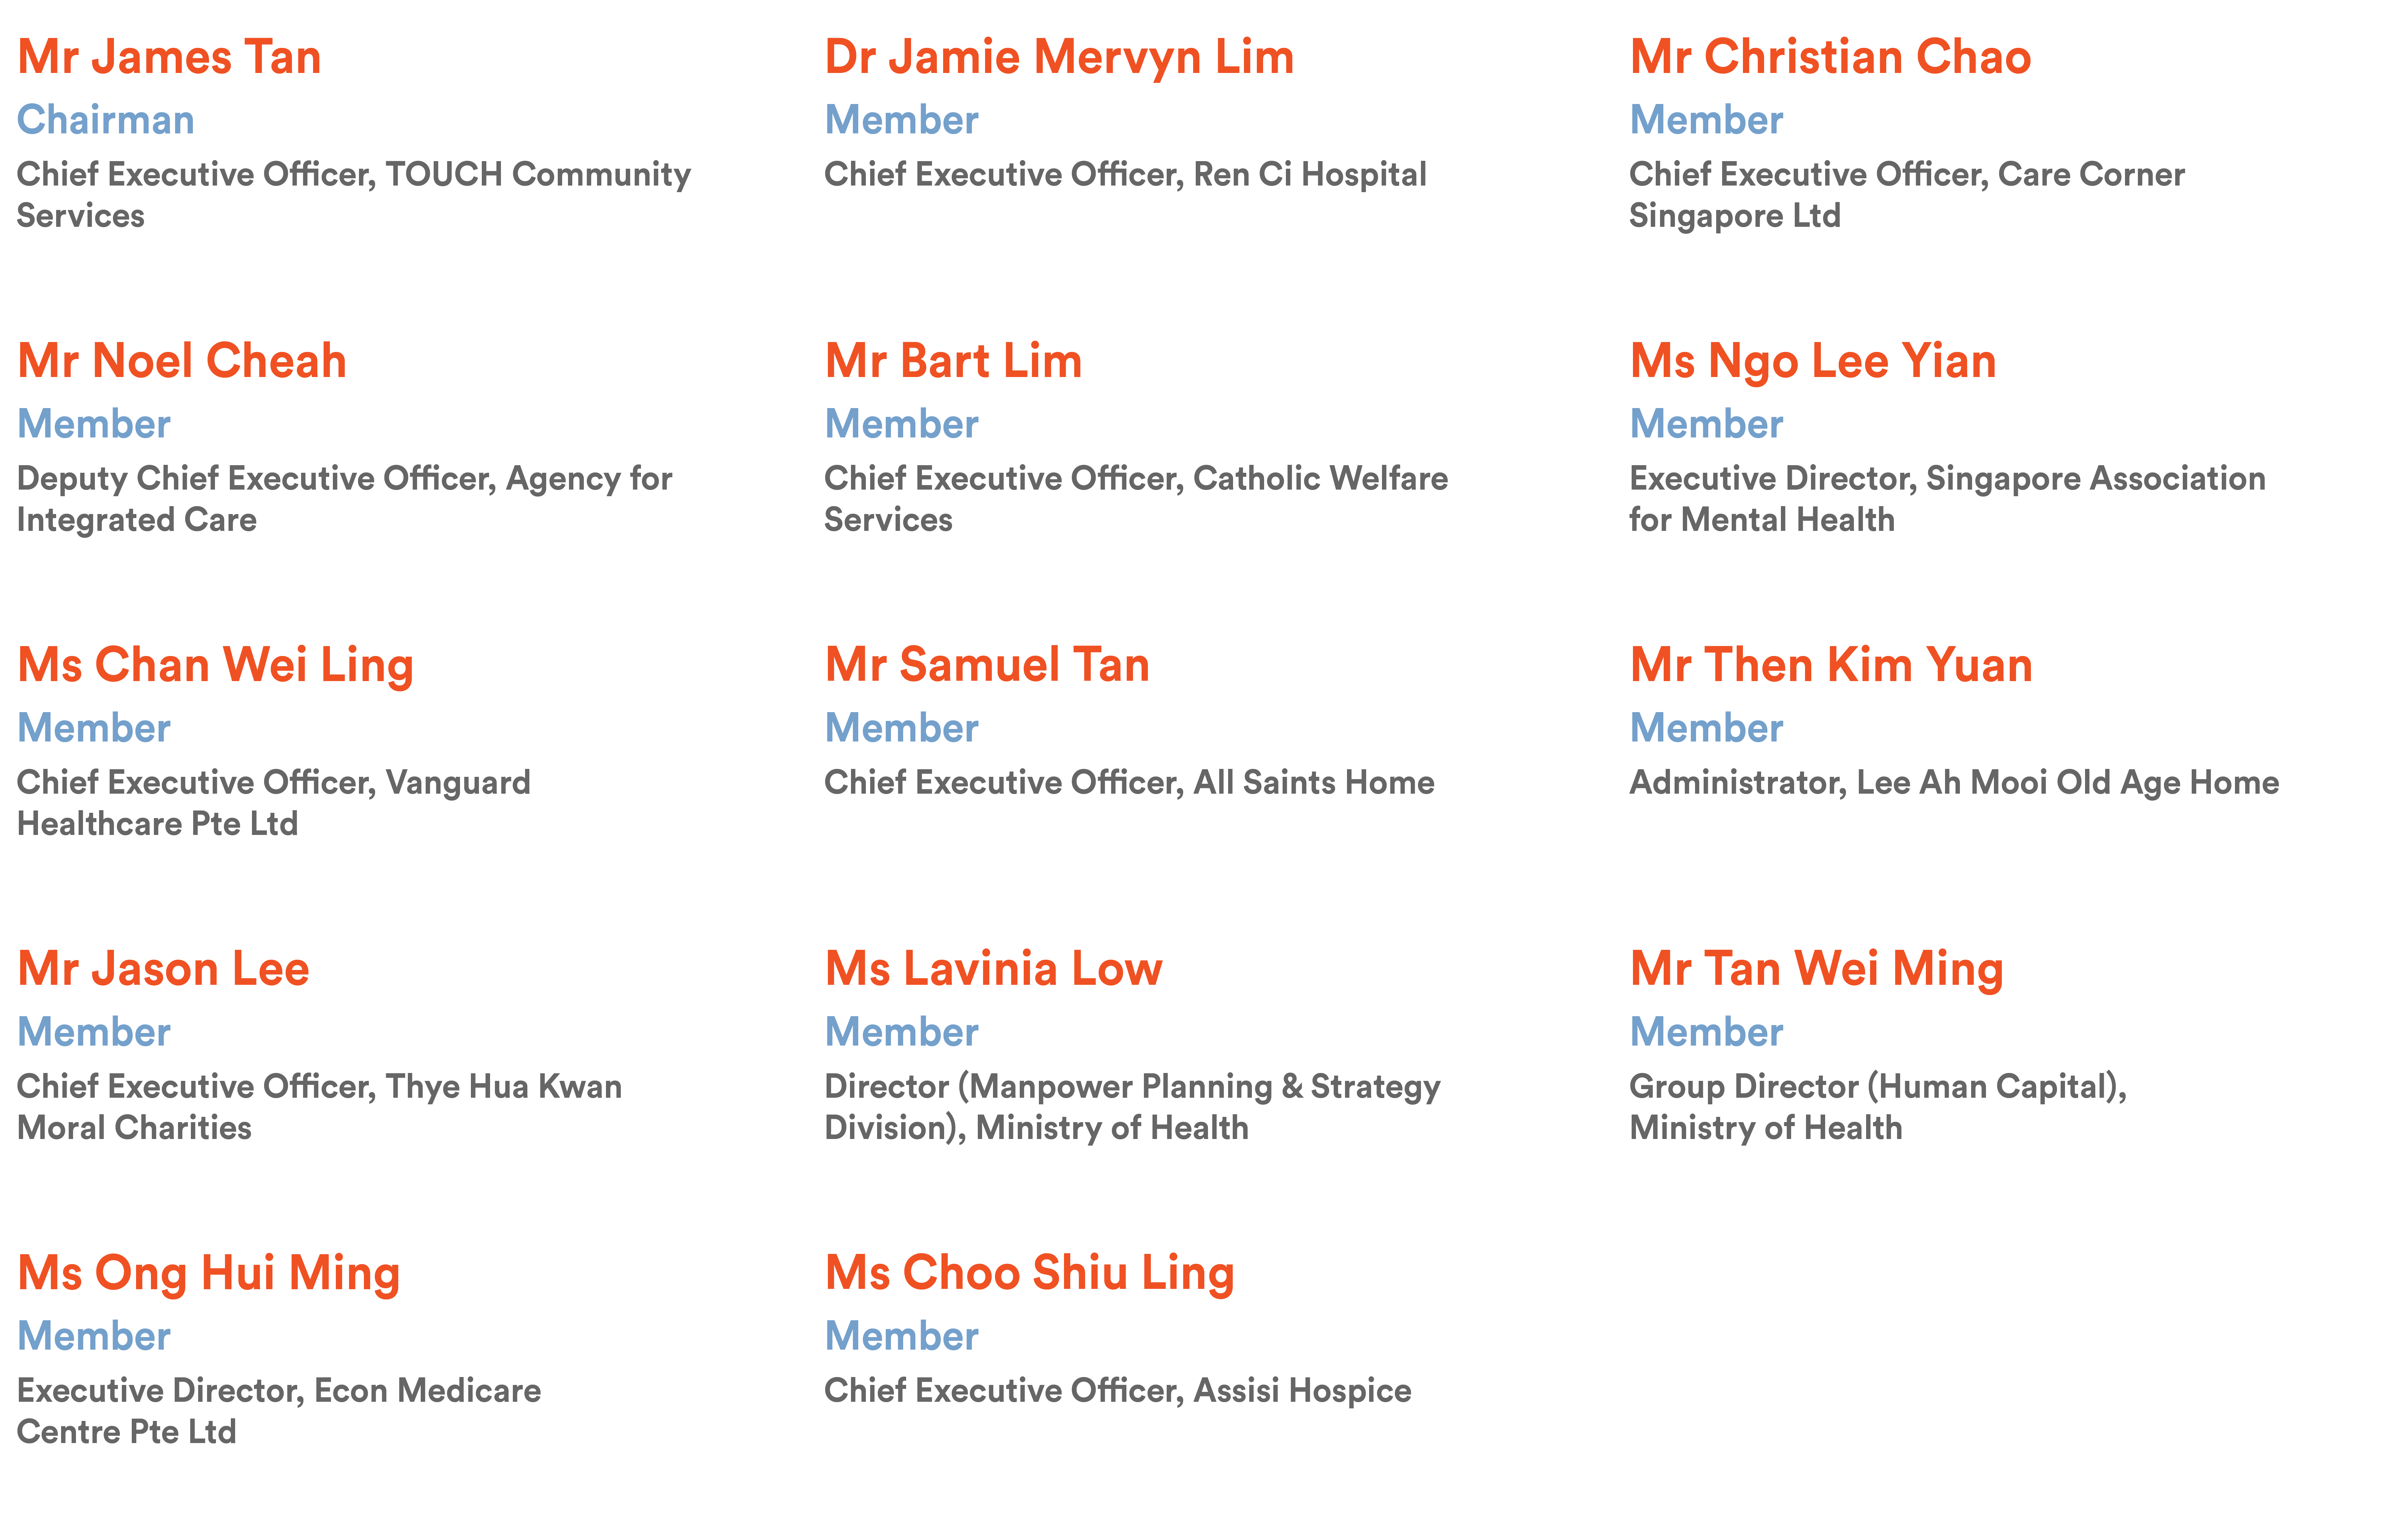 Mr James Tan
Chairman
Chief Executive Officer, TOUCH Community
Services
Dr Jamie Mervyn Lim
Member
Chief Executive Officer, Ren Ci Hospital
Mr Christian Chao
Member
Chief Executive Officer, Care Corner
Singapore Ltd
Mr Noel Cheah
Member
Deputy Chief Executive Officer, Agency for
Integrated Care
Mr Bart Lim
Member
Chief Executive Officer, Catholic Welfare
Services
Ms Ngo Lee Yian
Member
Executive Director, Singapore Association
for Mental Health
Ms Chan Wei Ling
Member
Chief Executive Officer, Vanguard
Healthcare Pte Ltd
Mr Samuel Tan
Member
Chief Executive Officer, All Saints Home
Mr Then Kim Yuan
Member
Administrator, Lee Ah Mooi Old Age Home
Mr Jason Lee
Member
Chief Executive Officer, Thye Hua Kwan
Moral Charities
Ms Lavinia Low
Member
Director (Manpower Planning & Strategy
Division), Ministry of Health
Mr Tan Wei Ming
Member
Group Director (Human Capital),
Ministry of Health
Ms Ong Hui Ming
Member
Executive Director, Econ Medicare
Centre Pte Ltd
Ms Choo Shiu Ling
Member
Chief Executive Officer, Assisi Hospice